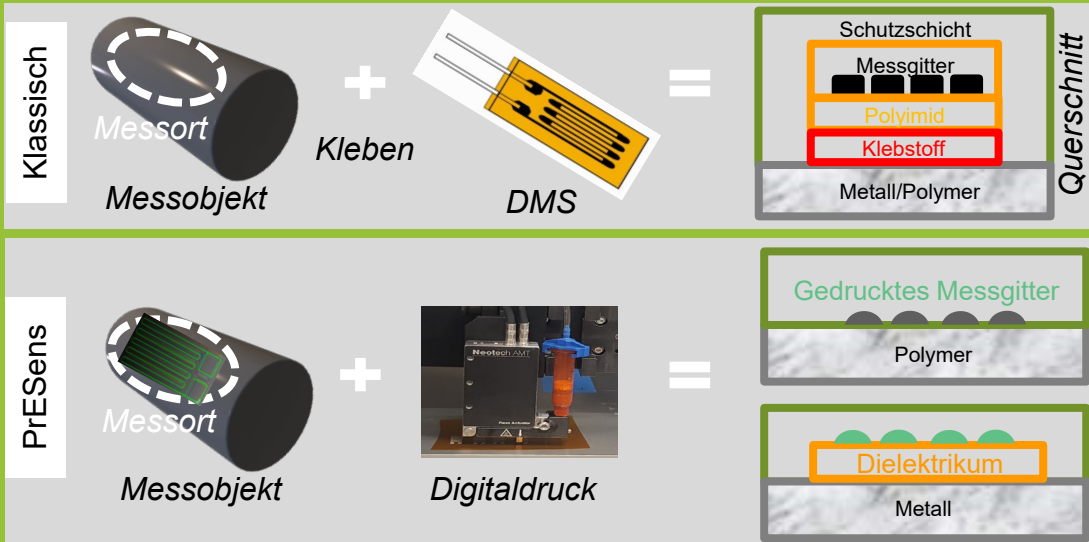 Klassisch
Messort
Messobjekt
Kleben
DMS
Schutzschicht
Messgitter
Polyimid
Klebstoff
Metall/Polymer
Querschnitt
PrESens
Messort
Messobjekt
Neotech AMT
Digitaldruck
Gedrucktes Messgitter
Polymer
Dielektrikum
Metall